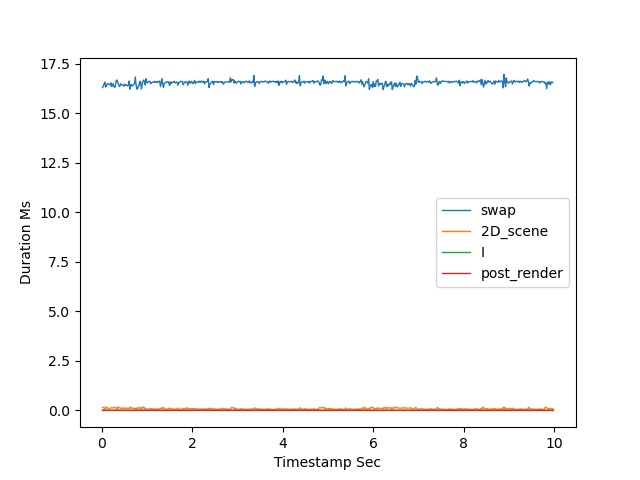 17.5
15.0
12.5
10.0
7.5
5.0
2.5
0.0
Duration Ms
swap
2D_scene
I
post_render
0 2 4 6 8 10
Timestamp Sec